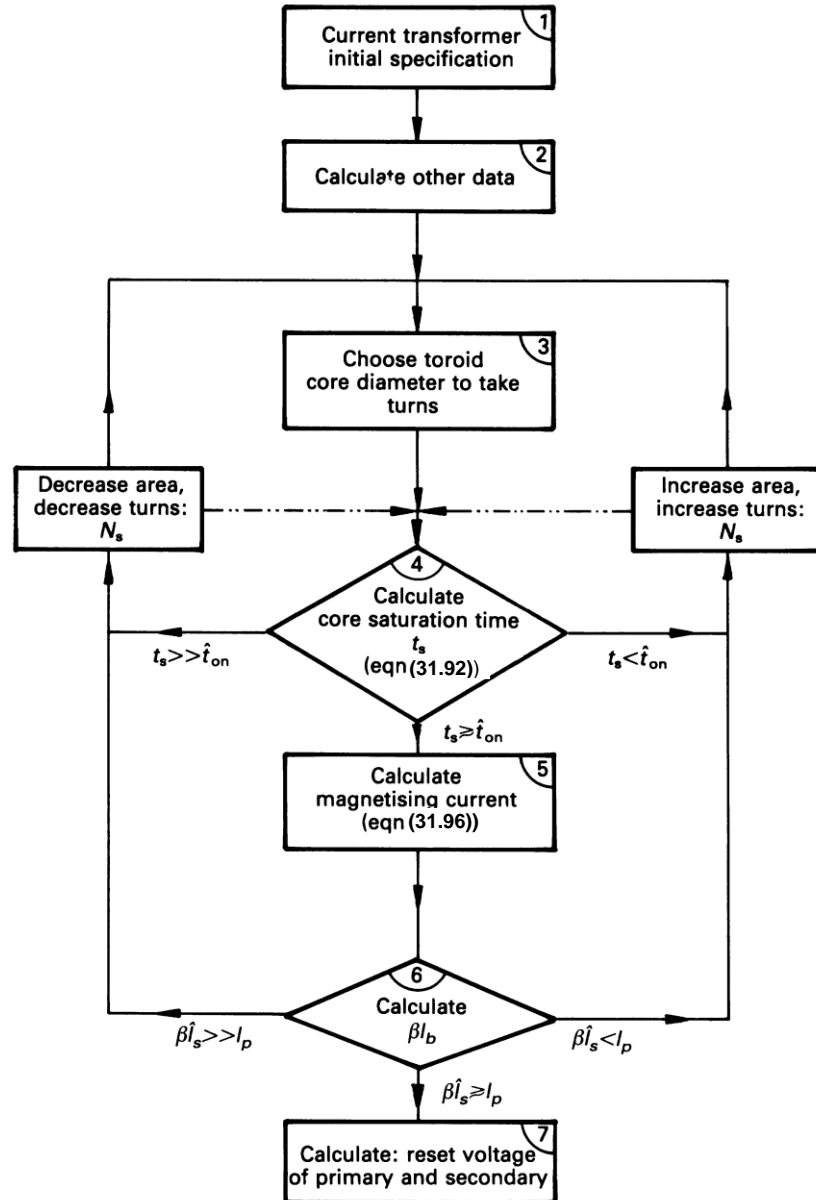 1
Current transformer
initial specification
2
Calculate other data
3
Choose toroid
core diameter to take
turns
Decrease area,
decrease turns:
Nₛ
Increase area,
increase turns:
Nₛ
4
Calculate
core saturation time
tₛ
(eqn (31.92))
tₛ>>t̂ₒₙ
tₛ<t̂ₒₙ
tₛ⩾t̂ₒₙ
5
Calculate
magnetising current
(eqn (31.96))
6
Calculate
βI_b
βÎₛ>>Iₚ
βÎₛ<Iₚ
βÎₛ⩾Iₚ
7
Calculate: reset voltage
of primary and secondary